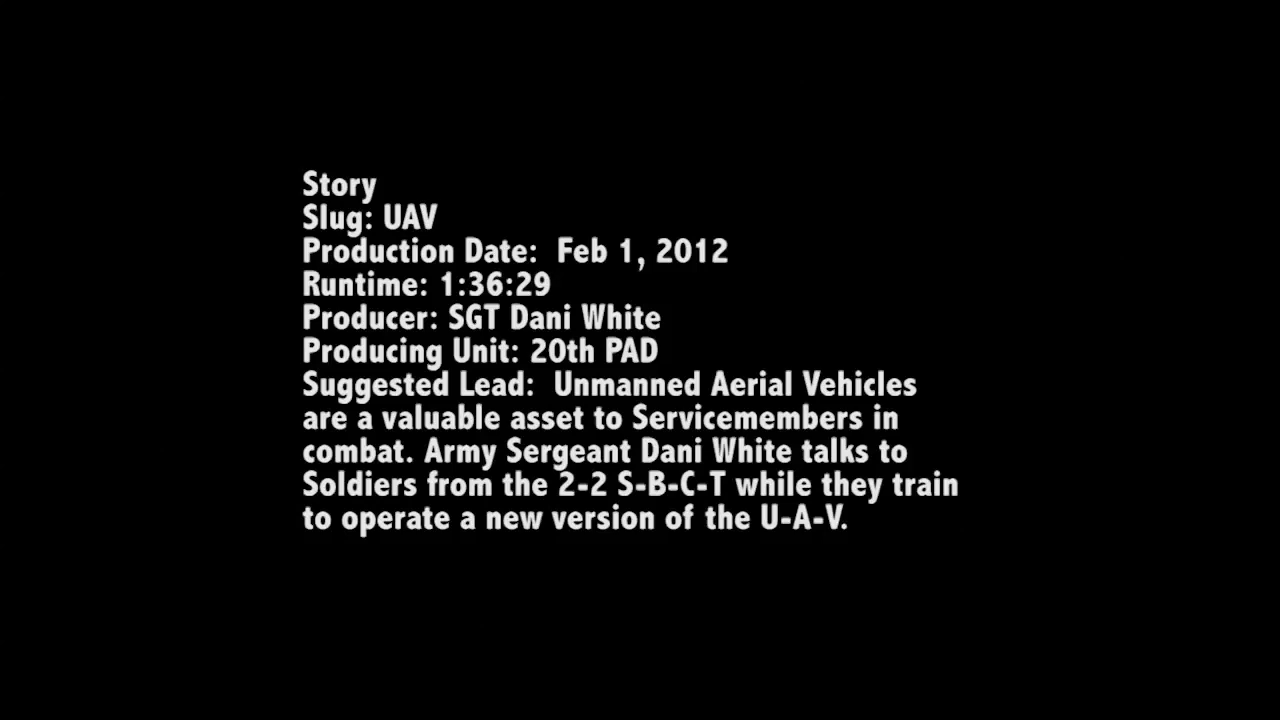 Story
Slug: UAV
Production Date:  Feb 1, 2012
Runtime: 1:36:29
Producer: SGT Dani White
Producing Unit: 20th PAD
Suggested Lead:  Unmanned Aerial Vehicles
are a valuable asset to Servicemembers in
combat. Army Sergeant Dani White talks to
Soldiers from the 2-2 S-B-C-T while they train
to operate a new version of the U-A-V.